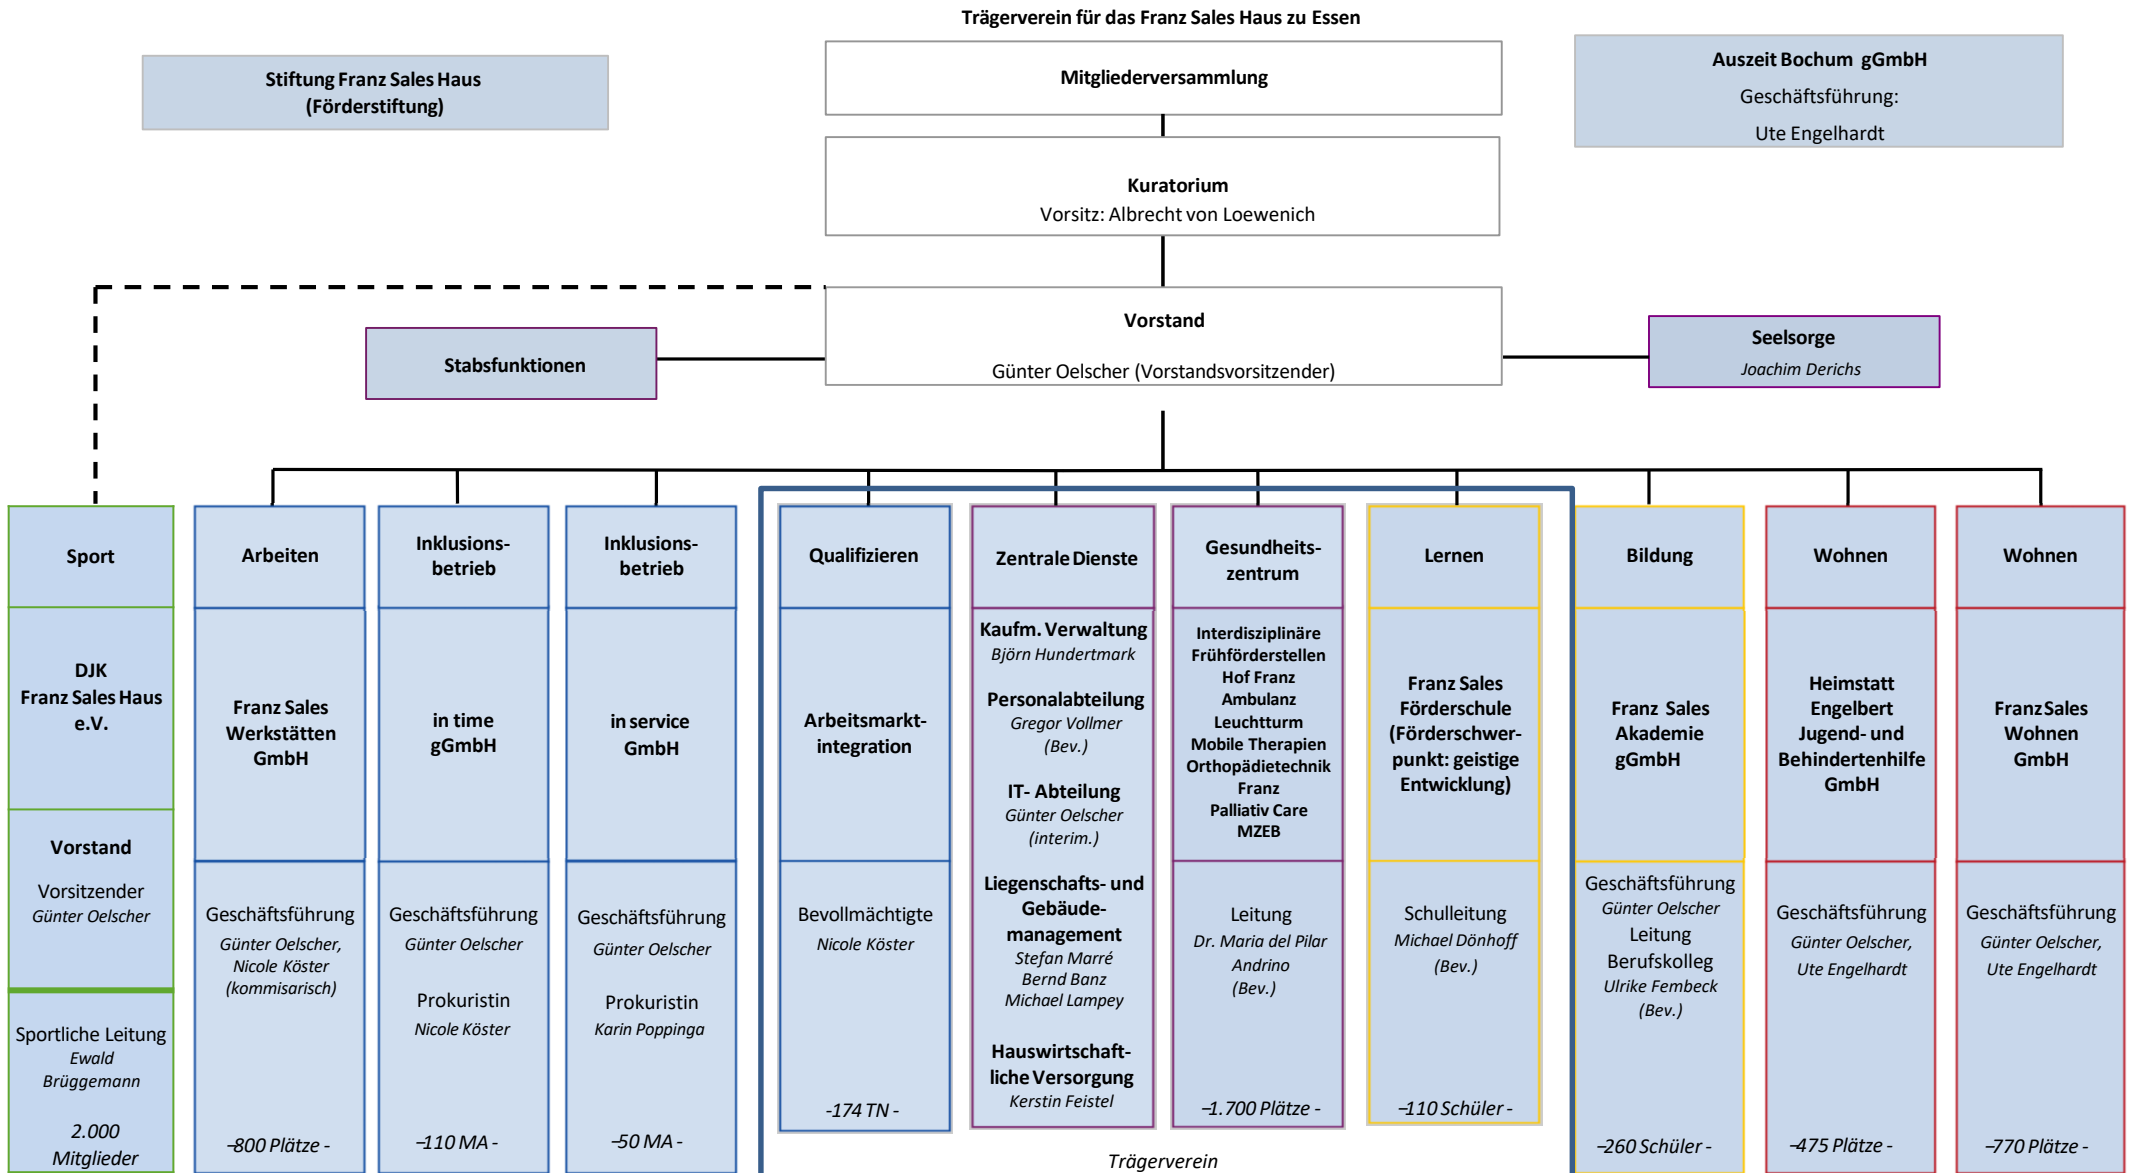 Trägerverein für das Franz Sales Haus zu Essen
Stiftung Franz Sales Haus
(Förderstiftung)
Mitgliederversammlung
Auszeit Bochum gGmbH
Geschäftsführung:
Ute Engelhardt
Kuratorium
Vorsitz: Albrecht von Loewenich
Vorstand
Günter Oelscher (Vorstandsvorsitzender)
Stabsfunktionen
Seelsorge
Joachim Derichs
Sport
DJK
Franz Sales Haus
e.V.
Vorstand
Vorsitzender
Günter Oelscher
Sportliche Leitung
Ewald
Brüggemann
2.000
Mitglieder
Arbeiten
Franz Sales
Werkstätten
GmbH
Geschäftsführung
Günter Oelscher,
Nicole Köster
(kommisarisch)
–800 Plätze -
Inklusions-
betrieb
in time
gGmbH
Geschäftsführung
Günter Oelscher
Prokuristin
Nicole Köster
–110 MA -
Inklusions-
betrieb
in service
GmbH
Geschäftsführung
Günter Oelscher
Prokuristin
Karin Poppinga
–50 MA -
Qualifizieren
Arbeitsmarkt-
integration
Bevollmächtigte
Nicole Köster
-174 TN -
Zentrale Dienste
Kaufm. Verwaltung
Björn Hundertmark
Personalabteilung
Gregor Vollmer
(Bev.)
IT- Abteilung
Günter Oelscher
(interim.)
Liegenschafts- und
Gebäude-
management
Stefan Marré
Bernd Banz
Michael Lampey
Hauswirtschaft-
liche Versorgung
Kerstin Feistel
Gesundheits-
zentrum
Interdisziplinäre
Frühförderstellen
Hof Franz
Ambulanz
Leuchtturm
Mobile Therapien
Orthopädietechnik
Franz
Palliativ Care
MZEB
Leitung
Dr. Maria del Pilar
Andrino
(Bev.)
–1.700 Plätze -
Lernen
Franz Sales
Förderschule
(Förderschwer-
punkt: geistige
Entwicklung)
Schulleitung
Michael Dönhoff
(Bev.)
–110 Schüler -
Bildung
Franz Sales
Akademie
gGmbH
Geschäftsführung
Günter Oelscher
Leitung
Berufskolleg
Ulrike Fembeck
(Bev.)
–260 Schüler -
Wohnen
Heimstatt
Engelbert
Jugend- und
Behindertenhilfe
GmbH
Geschäftsführung
Günter Oelscher,
Ute Engelhardt
–475 Plätze -
Wohnen
Franz Sales
Wohnen
GmbH
Geschäftsführung
Günter Oelscher,
Ute Engelhardt
–770 Plätze -
Trägerverein